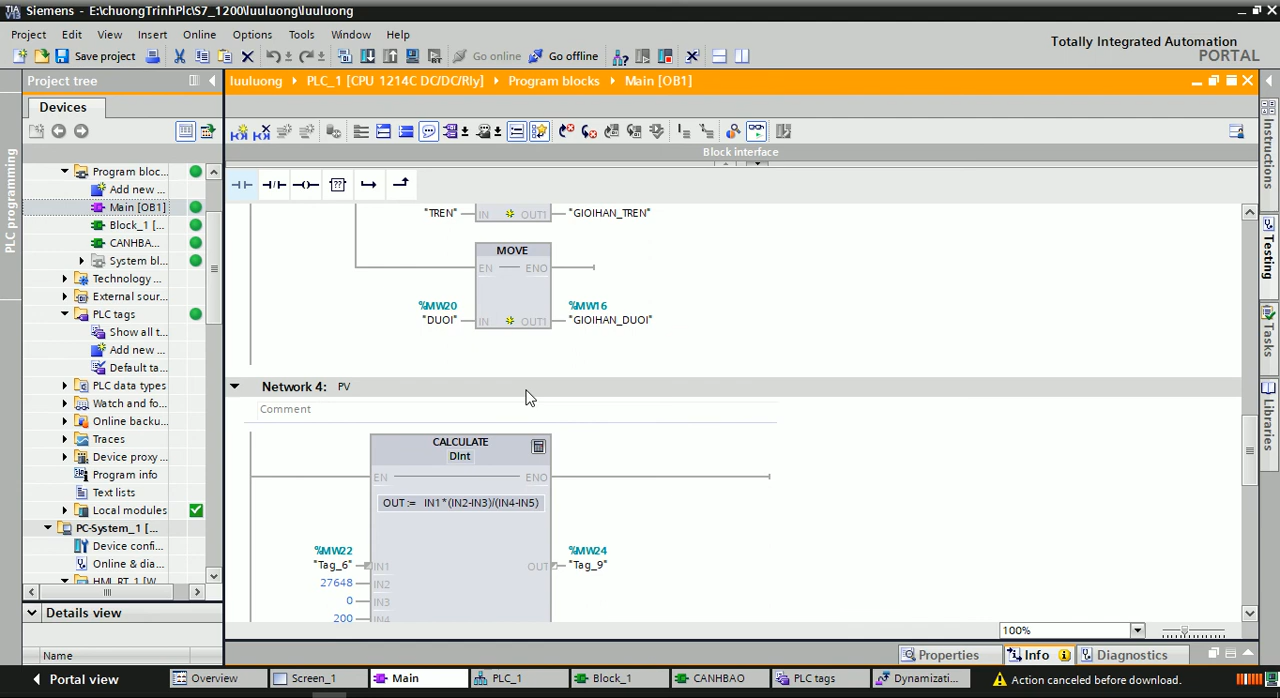 Siemens - E:\chuongTrinhPlc\S7_1200\luuluong\luuluong
Project Edit View Insert Online Options Tools Window Help
Totally Integrated Automation
PORTAL
Save project
Go online
Go offline
Project tree
luuluong PLC_1 [CPU 1214C DC/DC/Rly] Program blocks Main [OB1]
Devices
Block interface
PLC programming
Program bloc...
Add new ...
Main [OB1]
Block_1 [...
CANHBA...
System bl...
Technology ...
External sour...
PLC tags
Show all t...
Add new ...
Default ta...
PLC data types
Watch and fo...
Online backu...
Traces
Device proxy ...
Program info
Text lists
Local modules
PC-System_1 [...
Device confi...
Online & dia...
HMI_RT_1 [W...
Details view
Name
"TREN" IN OUT1 "GIOIHAN_TREN"
MOVE
EN ENO
%MW20 %MW16
"DUOI" IN OUT1 "GIOIHAN_DUOI"
Network 4: PV
Comment
CALCULATE
DInt
EN ENO
OUT := IN1*(IN2-IN3)/(IN4-IN5)
%MW22 %MW24
"Tag_6" IN1 OUT "Tag_9"
27648 IN2
0 IN3
200 IN4
100%
Instructions
Testing
Tasks
Libraries
Properties Info Diagnostics
Portal view Overview Screen_1 Main PLC_1 Block_1 CANHBAO PLC tags Dynamizati... Action canceled before download.